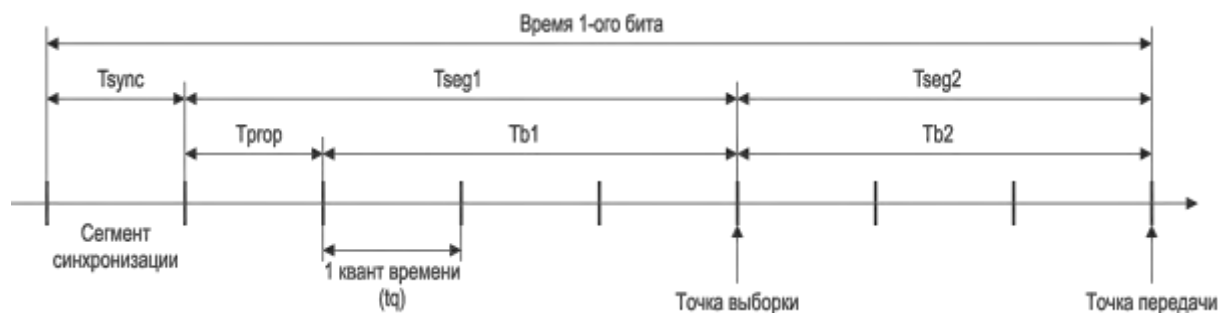 Время 1-ого бита
Tsync
Tseg1
Tseg2
Tprop
Tb1
Tb2
Сегмент
синхронизации
1 квант времени
(tq)
Точка выборки
Точка передачи